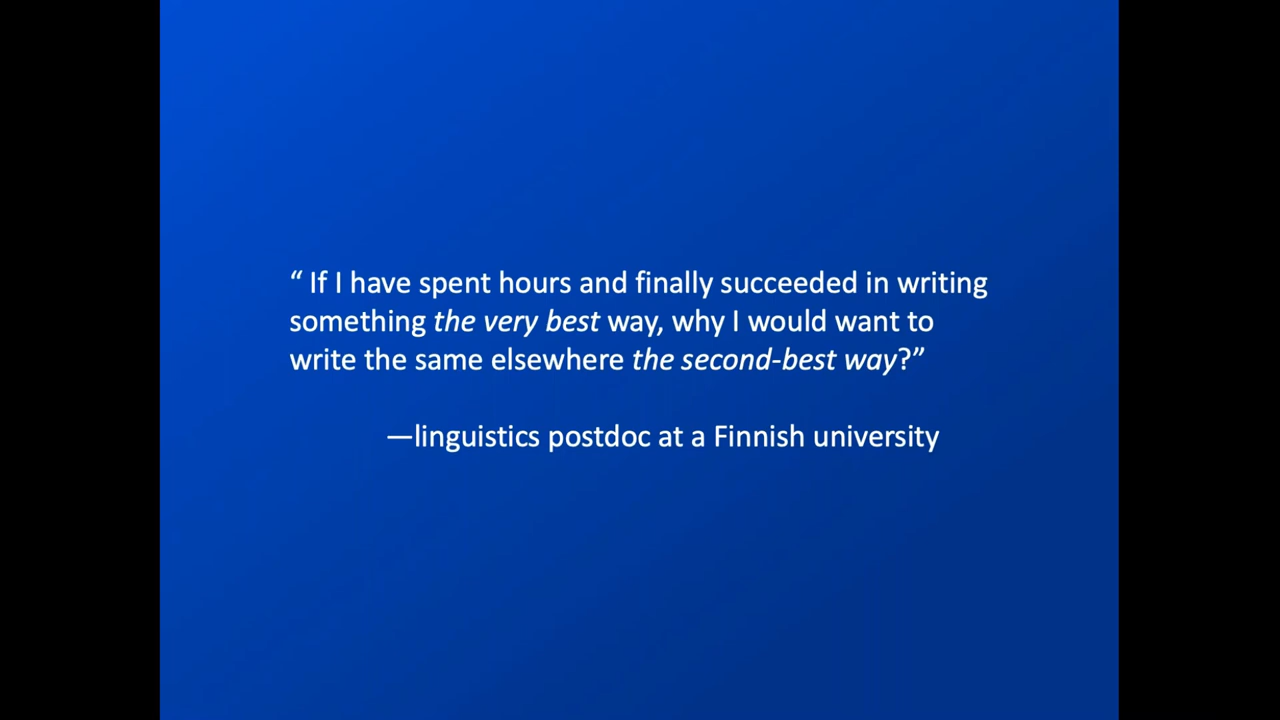 “ If I have spent hours and finally succeeded in writing
something the very best way, why I would want to
write the same elsewhere the second-best way?”
—linguistics postdoc at a Finnish university